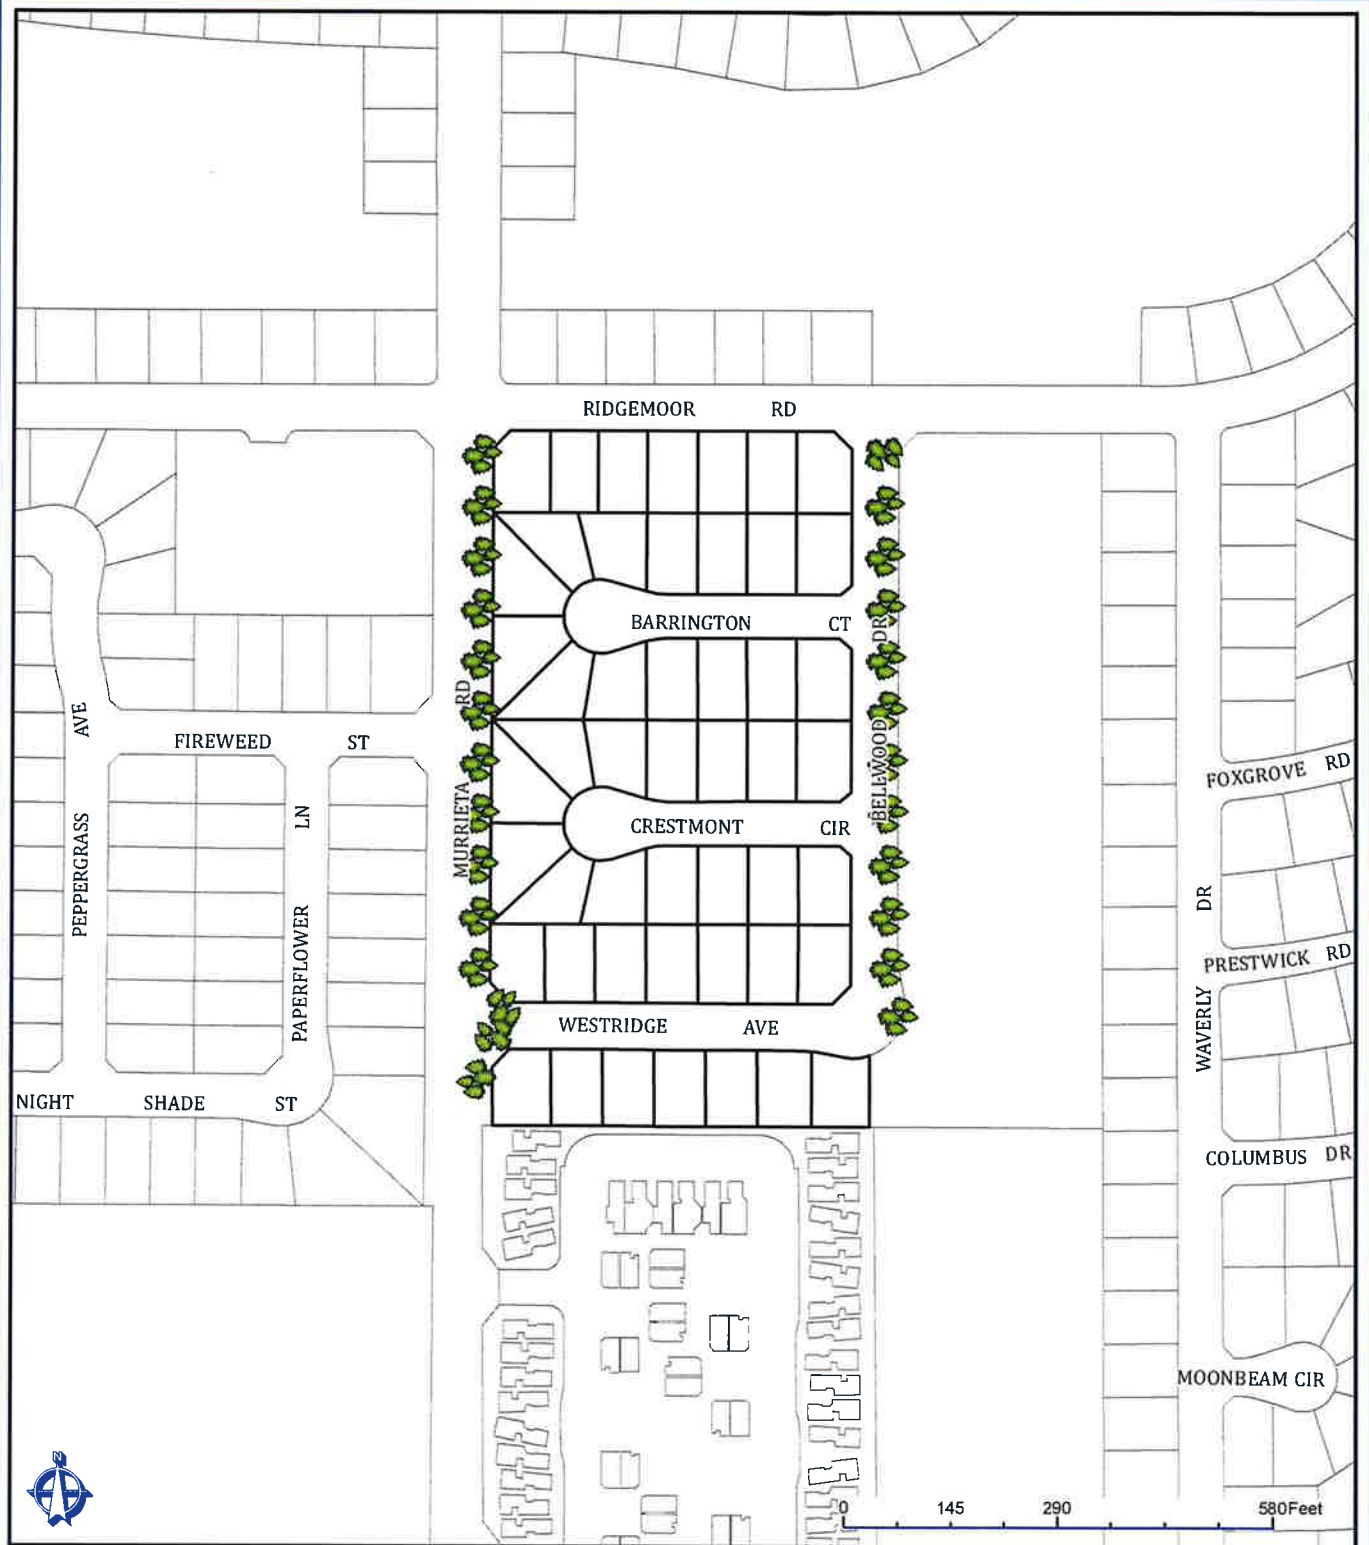 RIDGEMOOR RD
BARRINGTON CT
BELLWOOD DR
MURRIETA RD
PEPPERGRASS AVE
FIREWEED ST
PAPERFLOWER LN
CRESTMONT CIR
FOXGROVE RD
PRESTWICK RD
WAVERLY DR
WESTRIDGE AVE
NIGHT SHADE ST
COLUMBUS DR
MOONBEAM CIR
N
0 145 290 580Feet